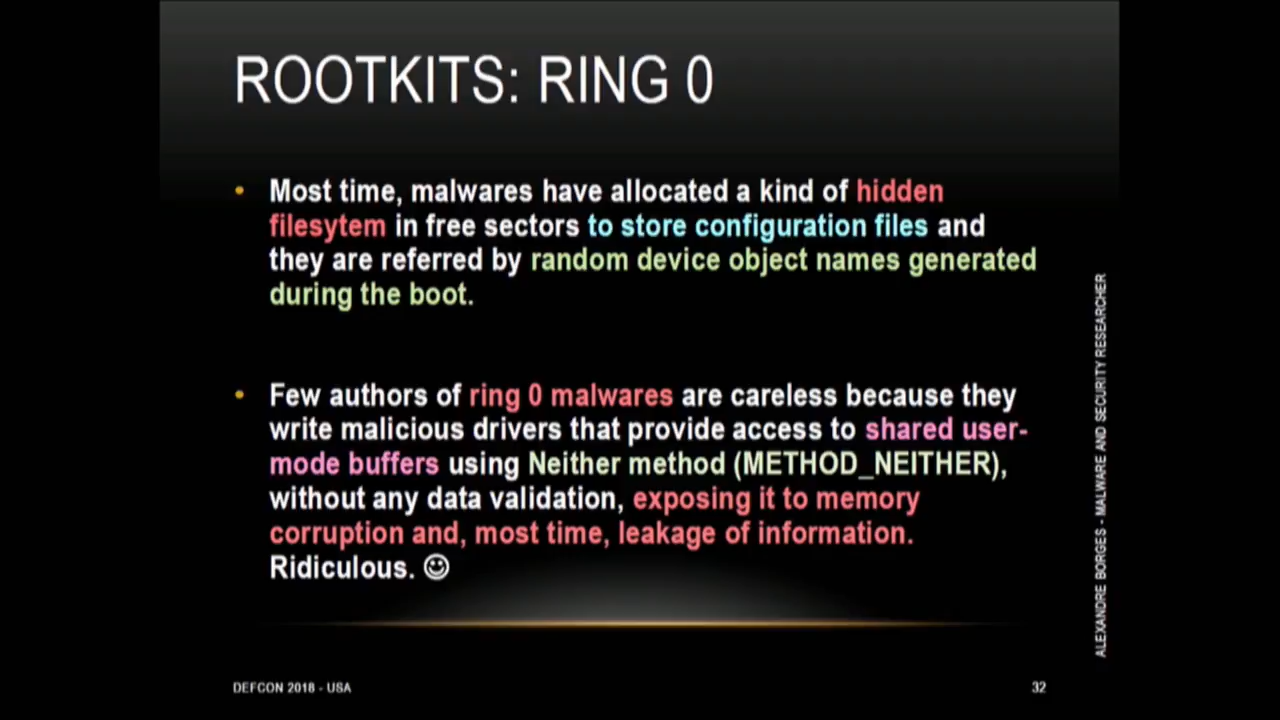 ROOTKITS: RING 0
• Most time, malwares have allocated a kind of hidden
filesytem in free sectors to store configuration files and
they are referred by random device object names generated
during the boot.
• Few authors of ring 0 malwares are careless because they
write malicious drivers that provide access to shared user-
mode buffers using Neither method (METHOD_NEITHER),
without any data validation, exposing it to memory
corruption and, most time, leakage of information.
Ridiculous. ☺
ALEXANDRE BORGES - MALWARE AND SECURITY RESEARCHER
DEFCON 2018 - USA
32